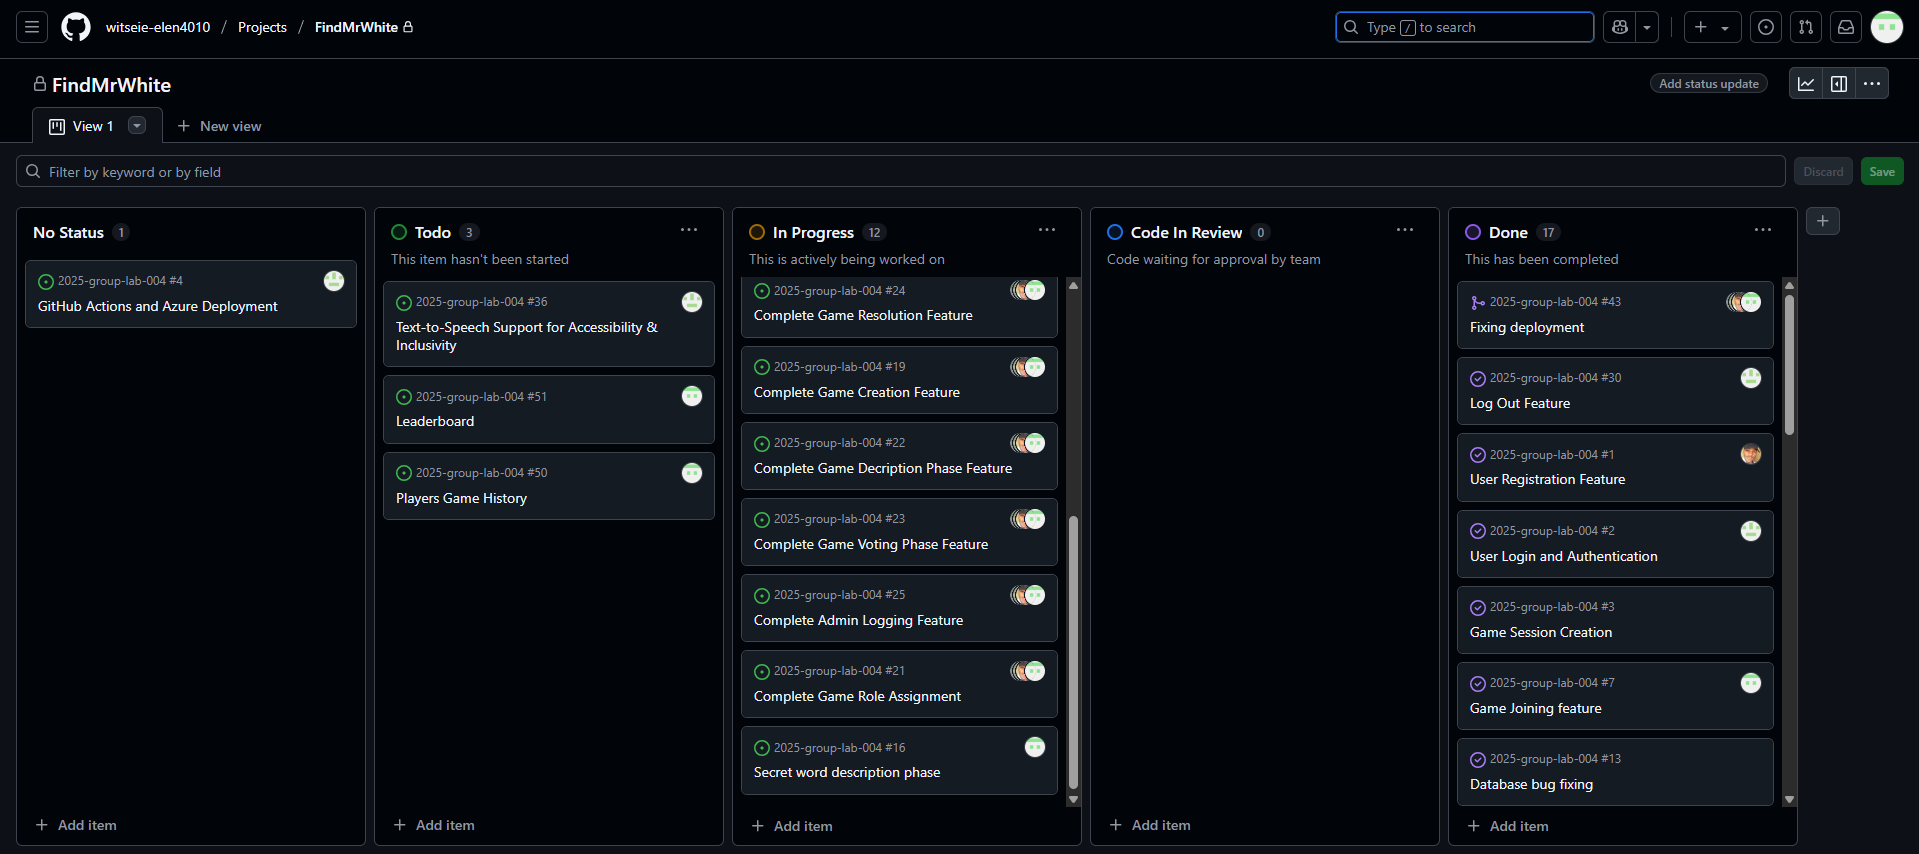 witseie-elen4010 / Projects / FindMrWhite
Type / to search
FindMrWhite
Add status update
View 1
New view
Filter by keyword or by field
Discard
Save
No Status 1
2025-group-lab-004 #4
GitHub Actions and Azure Deployment
Add item
Todo 3
This item hasn't been started
2025-group-lab-004 #36
Text-to-Speech Support for Accessibility &
Inclusivity
2025-group-lab-004 #51
Leaderboard
2025-group-lab-004 #50
Players Game History
Add item
In Progress 12
This is actively being worked on
2025-group-lab-004 #24
Complete Game Resolution Feature
2025-group-lab-004 #19
Complete Game Creation Feature
2025-group-lab-004 #22
Complete Game Decription Phase Feature
2025-group-lab-004 #23
Complete Game Voting Phase Feature
2025-group-lab-004 #25
Complete Admin Logging Feature
2025-group-lab-004 #21
Complete Game Role Assignment
2025-group-lab-004 #16
Secret word description phase
Add item
Code In Review 0
Code waiting for approval by team
Add item
Done 17
This has been completed
2025-group-lab-004 #43
Fixing deployment
2025-group-lab-004 #30
Log Out Feature
2025-group-lab-004 #1
User Registration Feature
2025-group-lab-004 #2
User Login and Authentication
2025-group-lab-004 #3
Game Session Creation
2025-group-lab-004 #7
Game Joining feature
2025-group-lab-004 #13
Database bug fixing
Add item